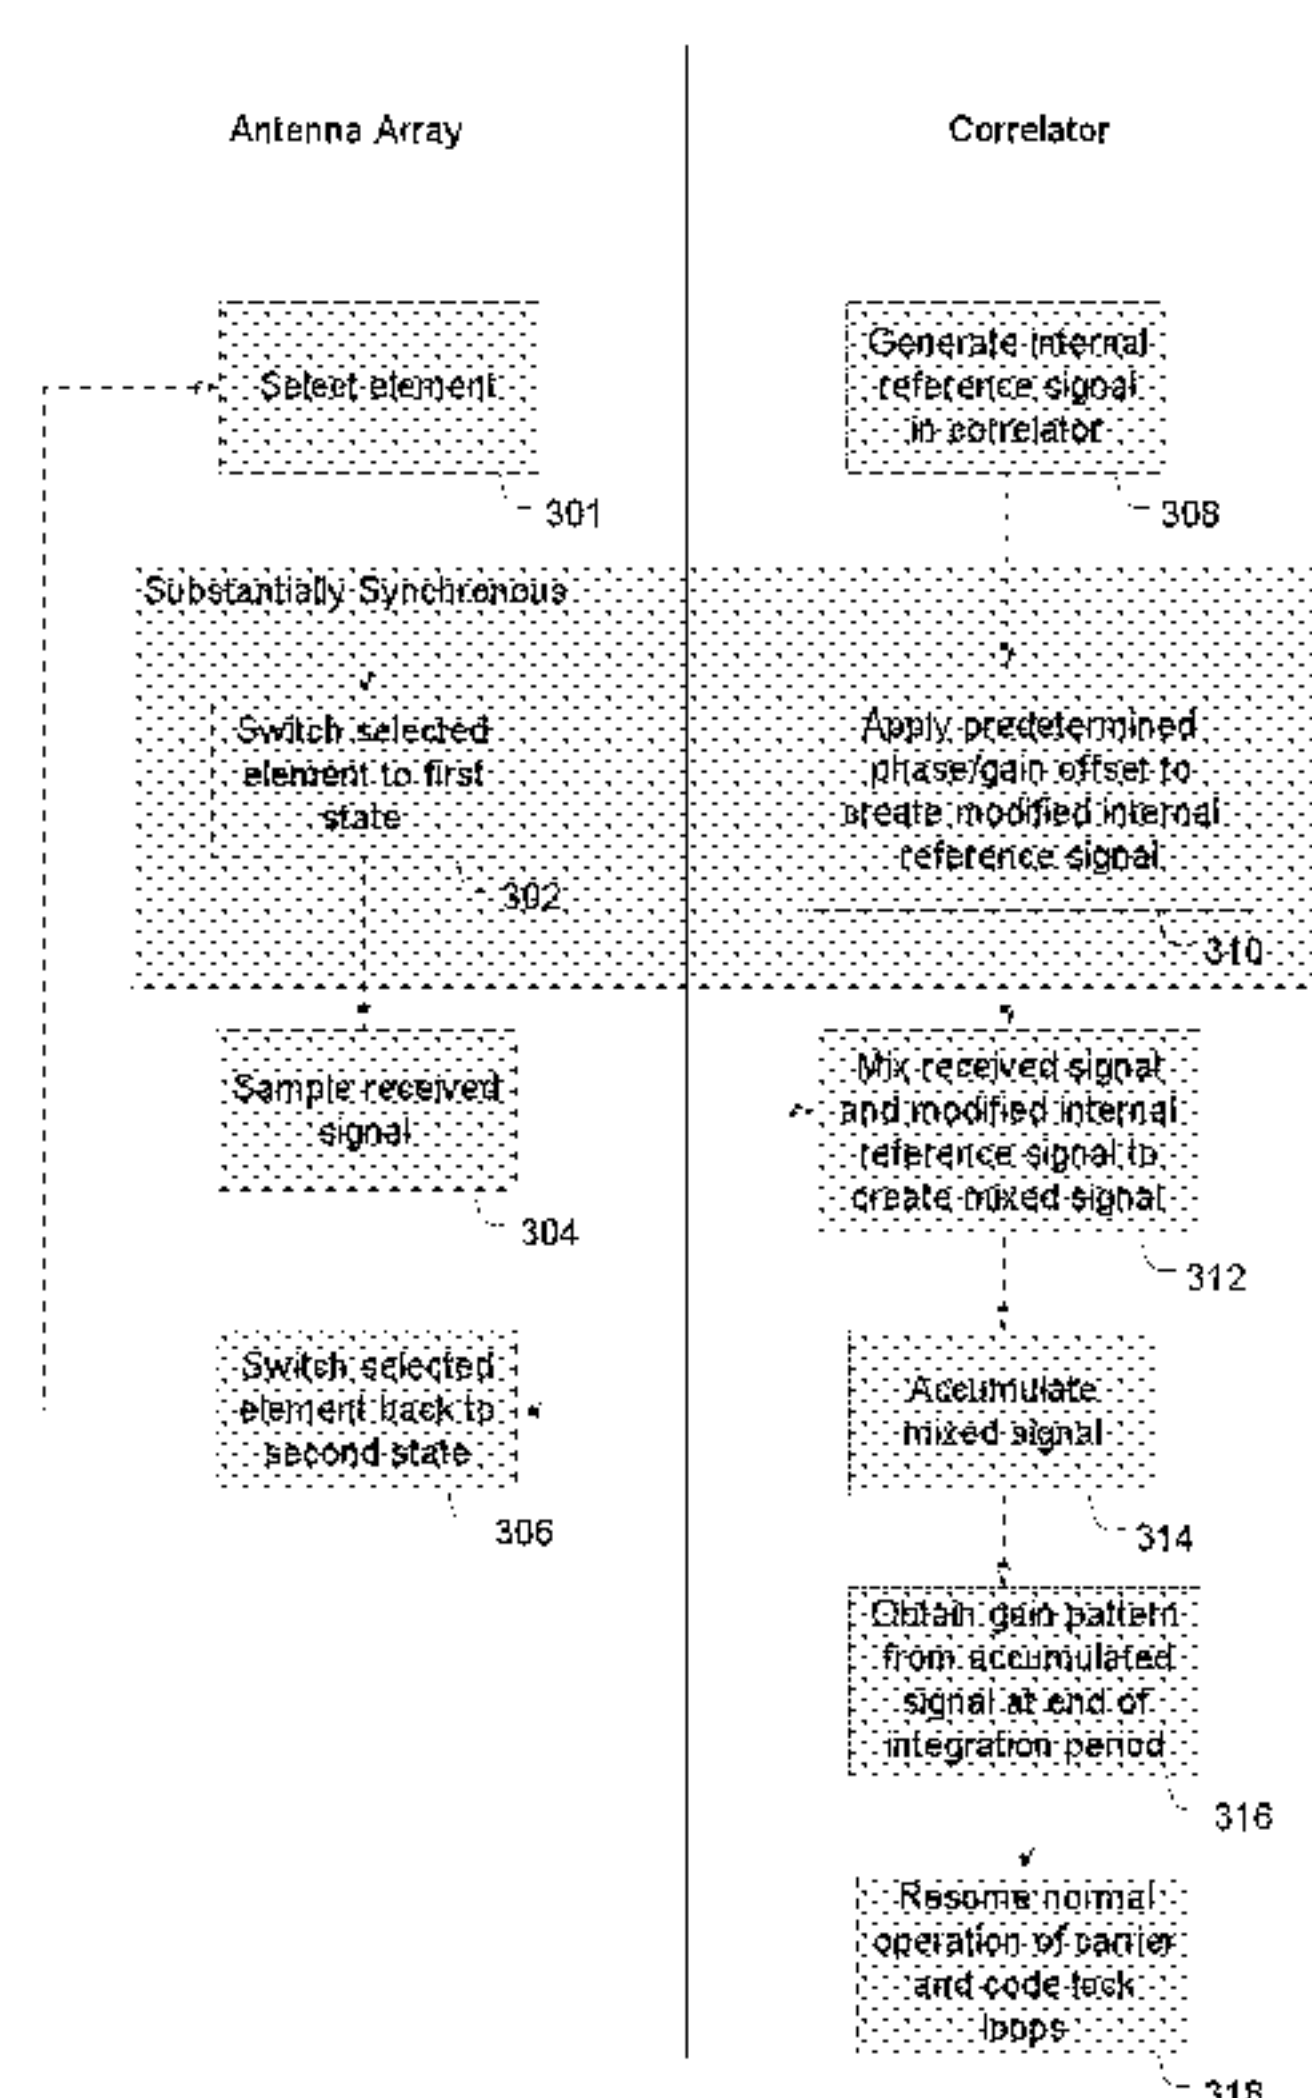 Antenna Array
Correlator
Select element
301
Generate internal
reference signal
in correlator
308
Substantially Synchronous
Switch selected
element to first
state
302
Apply predetermined
phase/gain offset to
create modified internal
reference signal
310
Sample received
signal
304
Mix received signal
and modified internal
reference signal to
create mixed signal
312
Switch selected
element back to
second state
306
Accumulate
mixed signal
314
Obtain gain pattern
from accumulated
signal at end of
integration period
316
Resume normal
operation of carrier
and code lock
loops
318